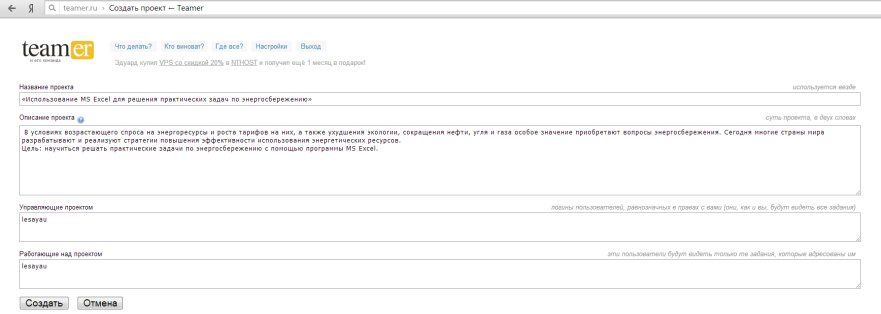 teamer.ru › Создать проект — Teamer
teamer
и его команда
Что делать? Кто виноват? Где все? Настройки Выход
Эдуард купил VPS со скидкой 20% в NTHOST и получил ещё 1 месяц в подарок!
Название проекта используется везде
«Использование MS Excel для решения практических задач по энергосбережению»
Описание проекта суть проекта, в двух словах
В условиях возрастающего спроса на энергоресурсы и роста тарифов на них, а также ухудшения экологии, сокращения нефти, угля и газа особое значение приобретают вопросы энергосбережения. Сегодня многие страны мира
разрабатывают и реализуют стратегии повышения эффективности использования энергетических ресурсов.
Цель: научиться решать практические задачи по энергосбережению с помощью программы MS Excel.
Управляющие проектом логины пользователей, равнозначных в правах с вами (они, как и вы, будут видеть все задания)
lesayau
Работающие над проектом эти пользователи будут видеть только те задания, которые адресованы им
lesayau
Создать Отмена